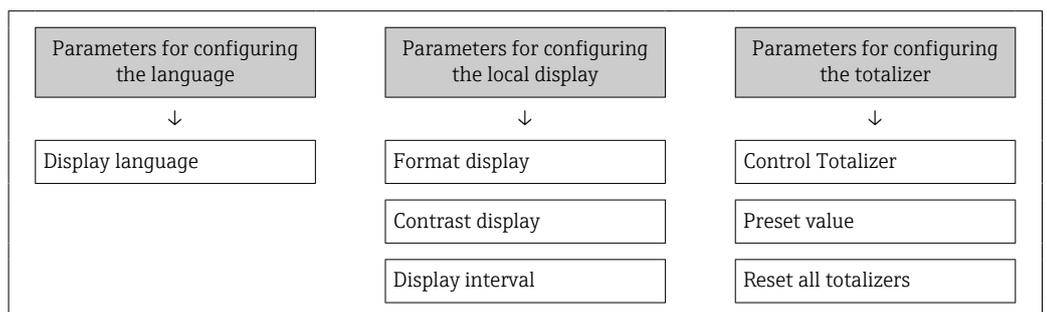 Parameters for configuring
the language
↓
Display language
Parameters for configuring
the local display
↓
Format display
Contrast display
Display interval
Parameters for configuring
the totalizer
↓
Control Totalizer
Preset value
Reset all totalizers